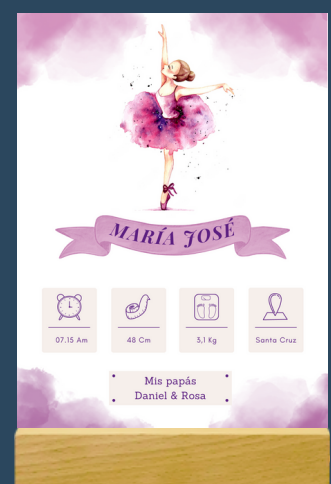 MARÍA JOSÉ
07.15 Am
48 Cm
3,1 Kg
Santa Cruz
Mis papás
Daniel & Rosa